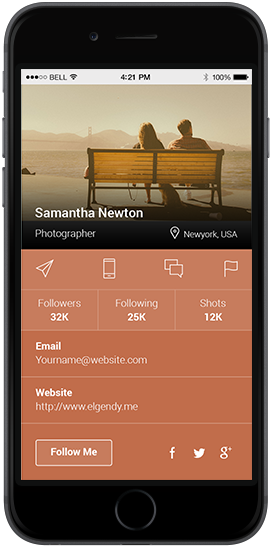 BELL 4:21 PM 100%
Samantha Newton
Photographer Newyork, USA
Followers Following Shots
32K 25K 12K
Email
Yourname@website.com
Website
http://www.elgendy.me
Follow Me f g+